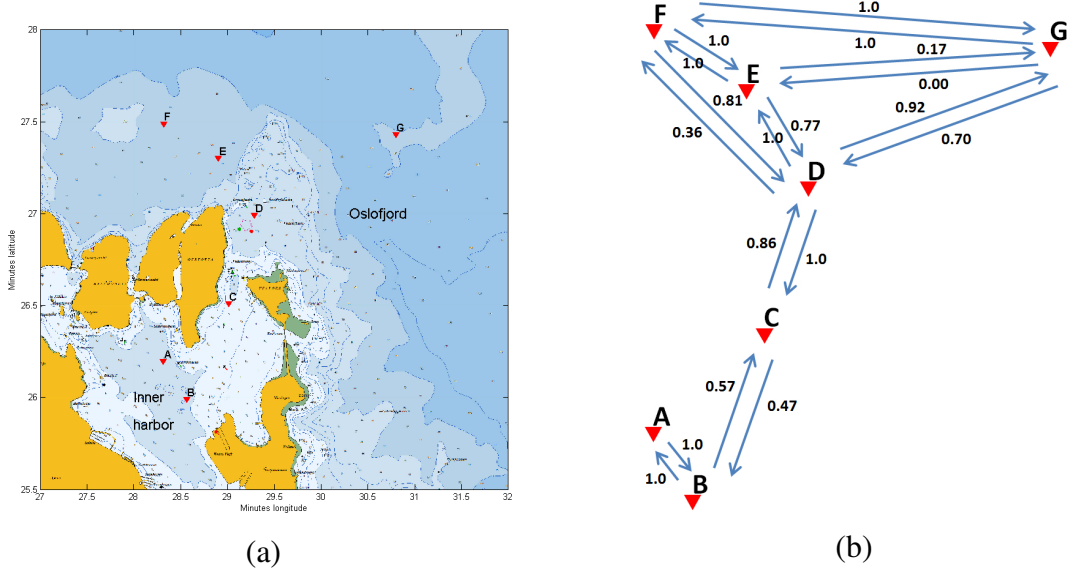 28
27.5
27
26.5
26
25.5
Minutes latitude
27
27.5
28
28.5
29
29.5
30
30.5
31
31.5
32
Minutes longitude
F
G
E
D
Oslofjord
C
A
B
Inner
harbor
(a)
F
1.0
G
1.0
1.0
1.0
E
0.17
0.00
0.81
0.36
0.77
1.0
0.92
0.70
D
0.86
1.0
C
0.57
0.47
A
1.0
1.0
B
(b)